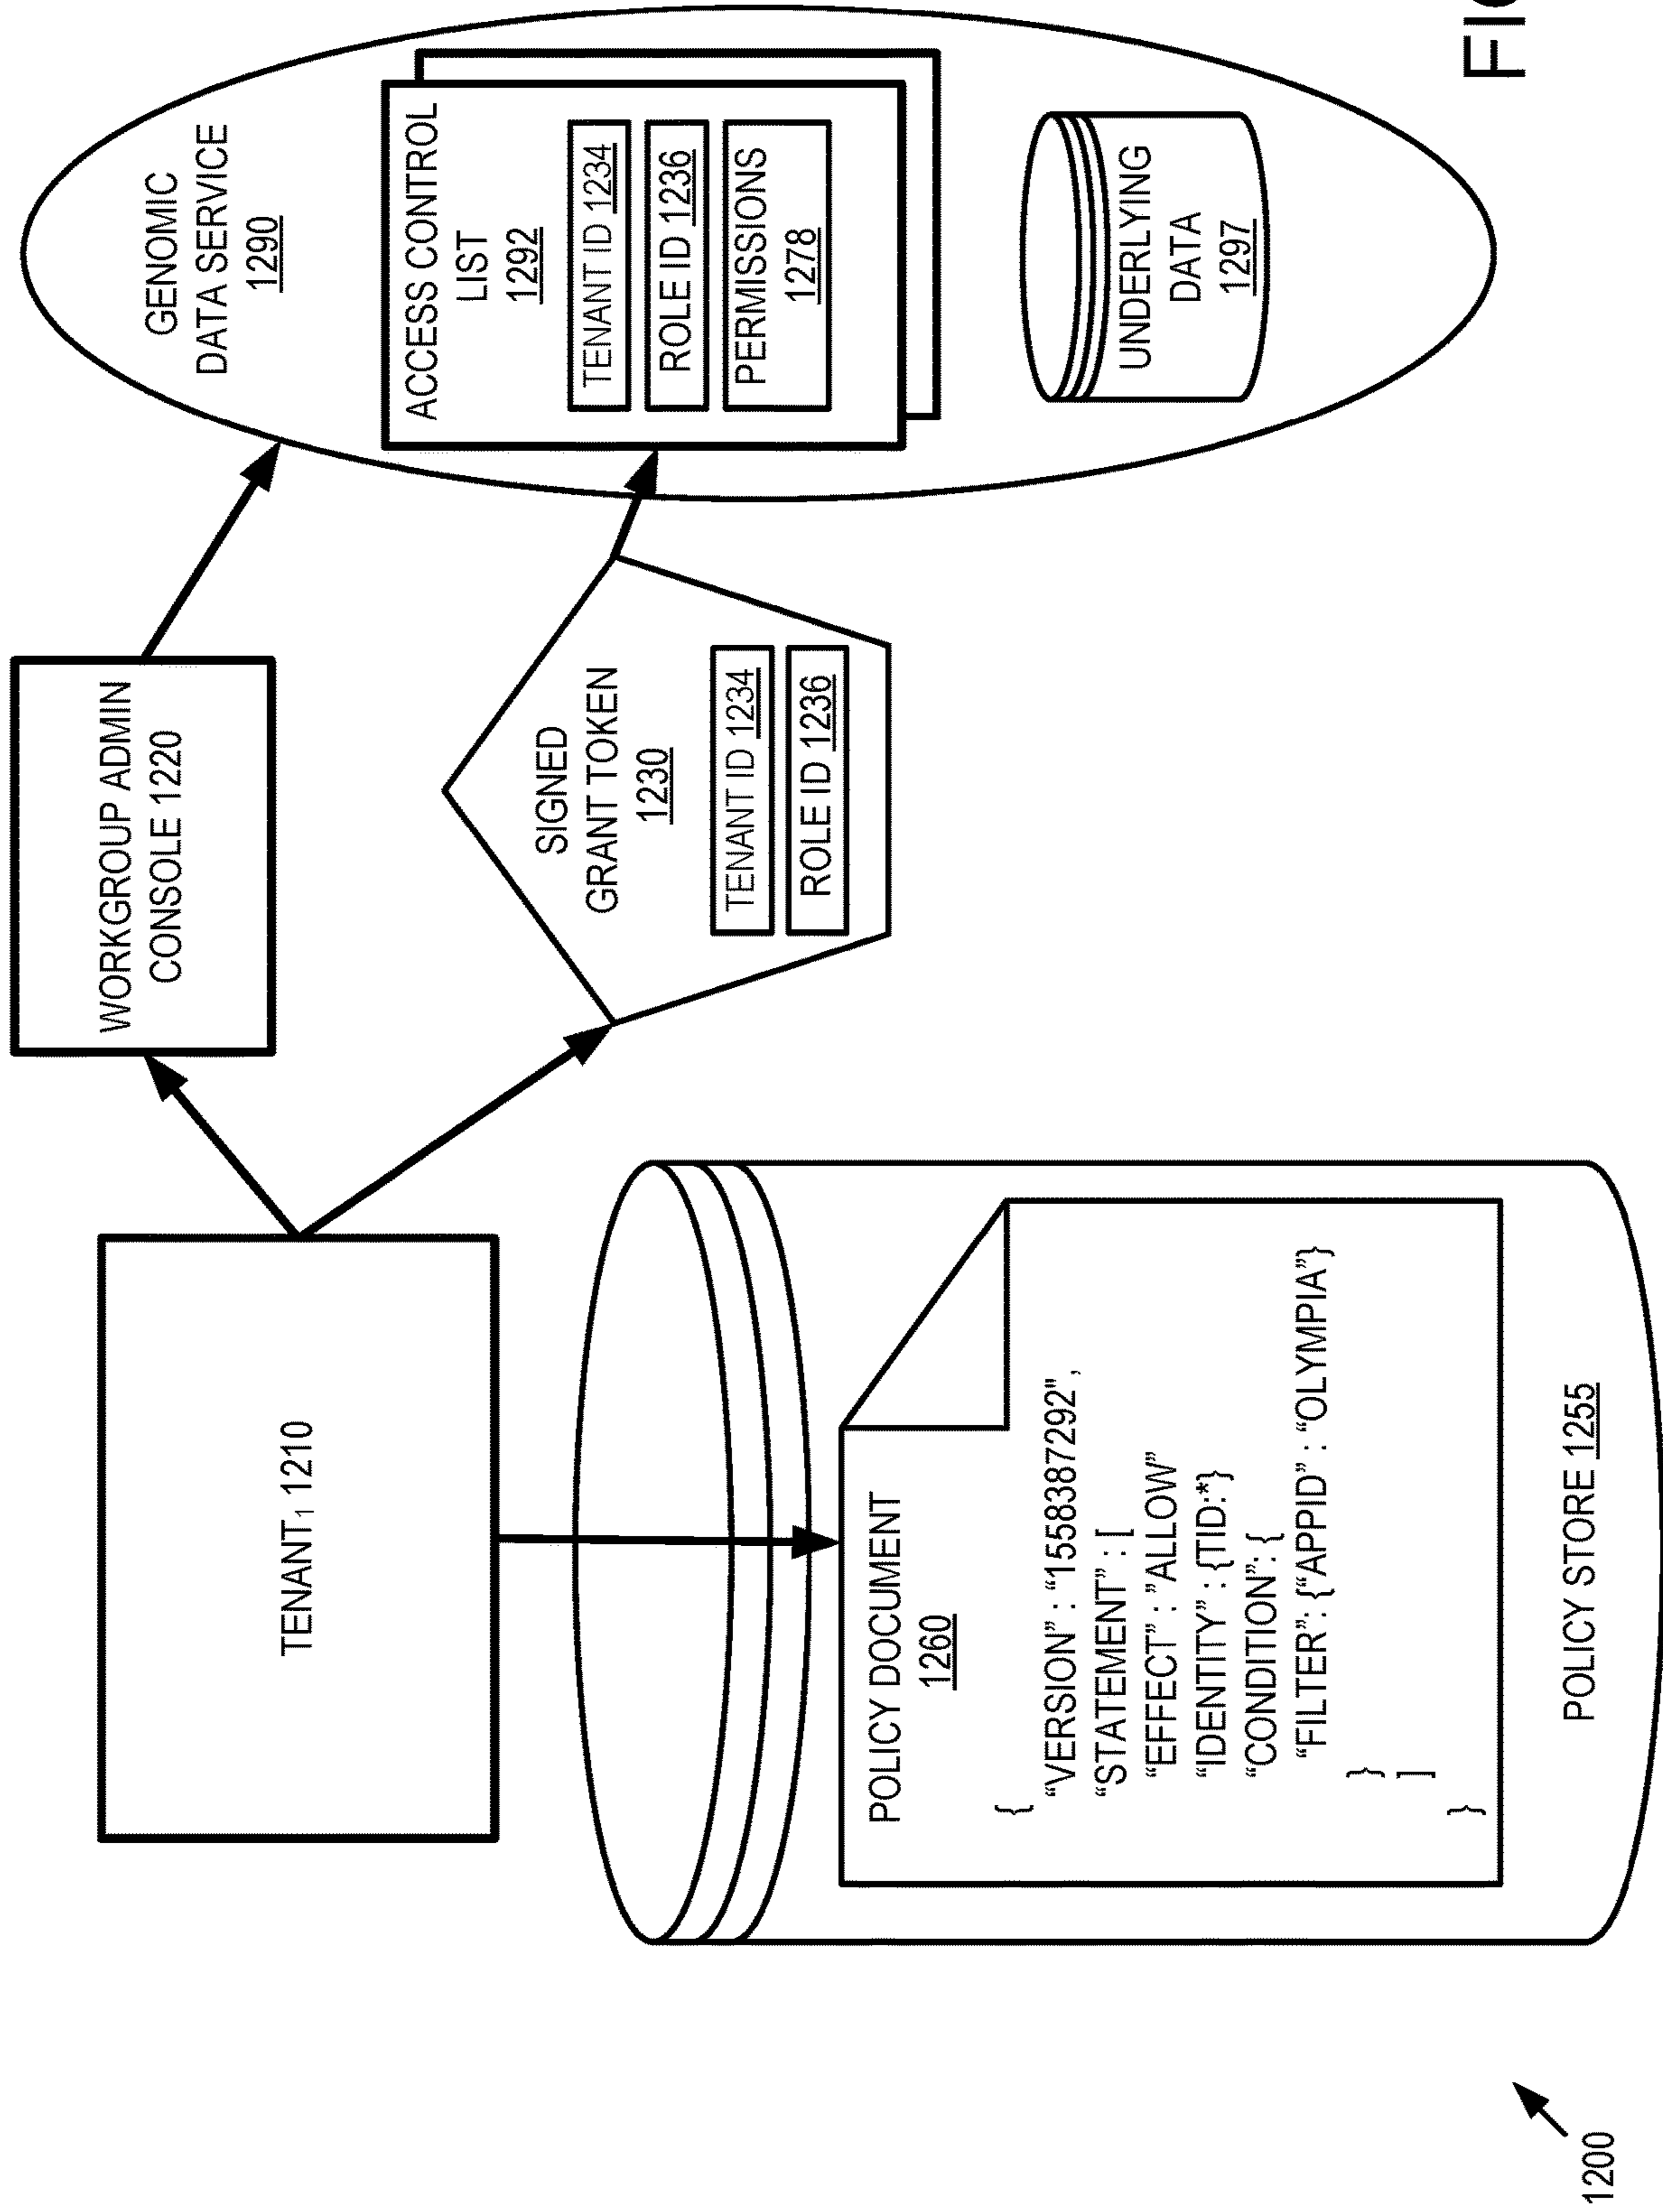 TENANT₁ 1210
WORKGROUP ADMIN
CONSOLE 1220
GENOMIC
DATA SERVICE
1290
ACCESS CONTROL
LIST
1292
TENANT ID 1234
ROLE ID 1236
PERMISSIONS
1278
SIGNED
GRANT TOKEN
1230
TENANT ID 1234
ROLE ID 1236
UNDERLYING
DATA
1297
POLICY DOCUMENT
1260
{
“VERSION” : “1558387292",
“STATEMENT” : [
“EFFECT” : ”ALLOW”
“IDENTITY” : {TID:*}
“CONDITION”: {
“FILTER”: {“APPID” : “OLYMPIA”}
}
]
}
POLICY STORE 1255
1200